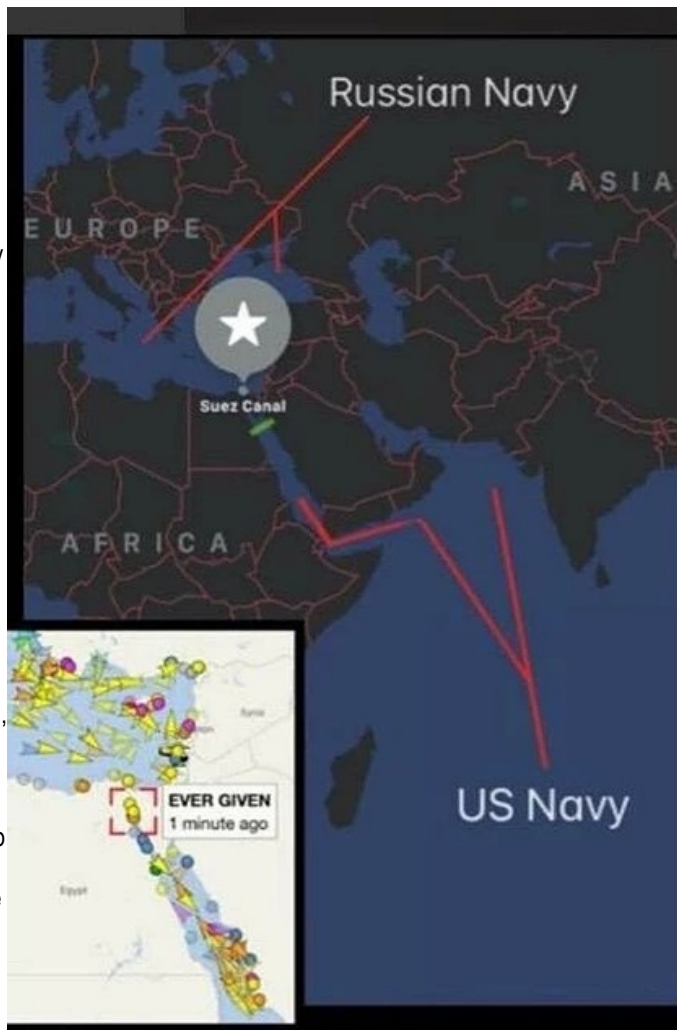 Russian Navy
ASIA
EUROPE
Suez Canal
AFRICA
EVER GIVEN
1 minute ago
US Navy
Egypt